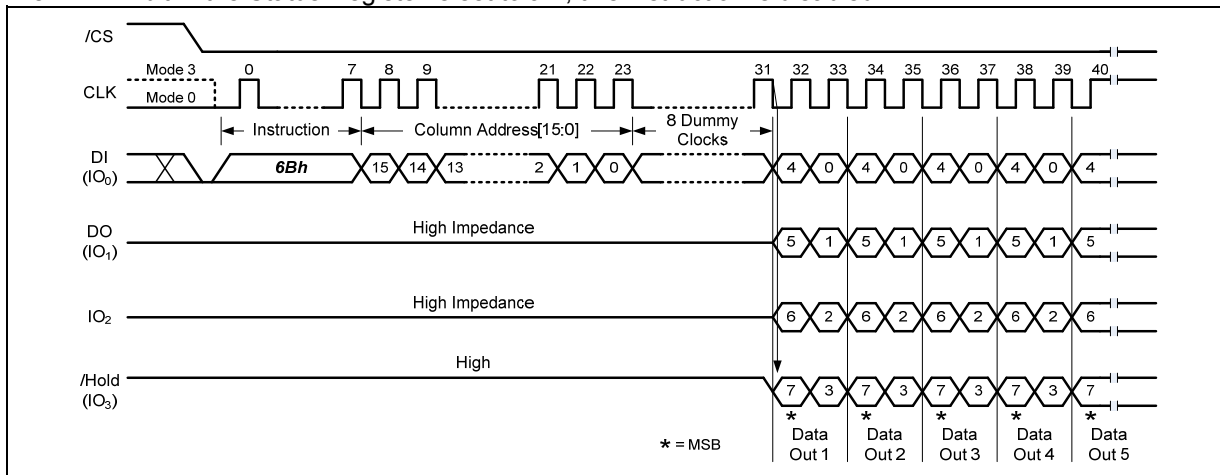 /CS
Mode 3 0 7 8 9 21 22 23 31 32 33 34 35 36 37 38 39 40
CLK
Mode 0
Instruction Column Address[15:0] 8 Dummy
Clocks
DI
(IO0)
6Bh 15 14 13 2 1 0 4 0 4 0 4 0 4 0 4
DO
(IO1)
High Impedance
5 1 5 1 5 1 5 1 5
IO2
High Impedance
6 2 6 2 6 2 6 2 6
/Hold
(IO3)
High
7 3 7 3 7 3 7 3 7
* * * * *
* = MSB
Data
Out 1
Data
Out 2
Data
Out 3
Data
Out 4
Data
Out 5